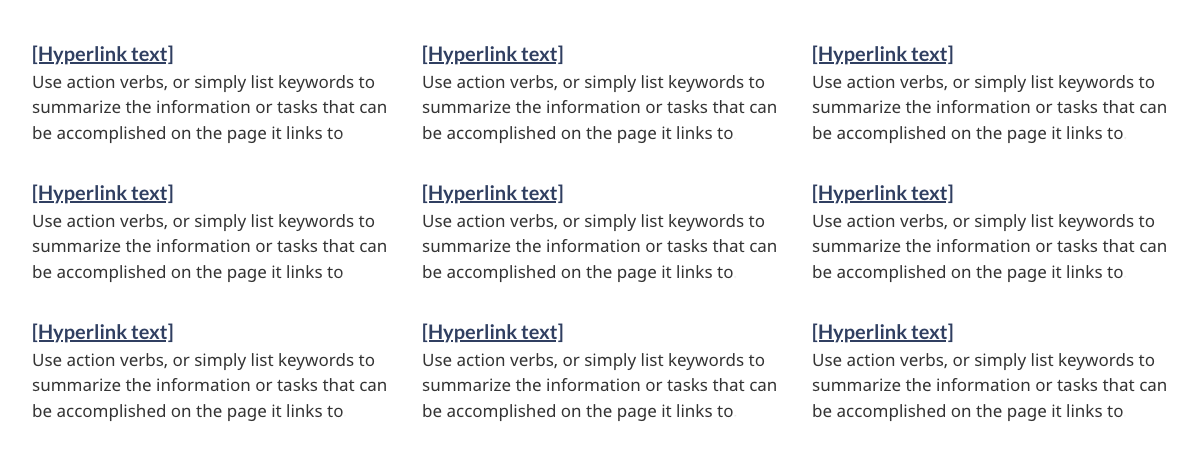 [Hyperlink text]
Use action verbs, or simply list keywords to
summarize the information or tasks that can
be accomplished on the page it links to
[Hyperlink text]
Use action verbs, or simply list keywords to
summarize the information or tasks that can
be accomplished on the page it links to
[Hyperlink text]
Use action verbs, or simply list keywords to
summarize the information or tasks that can
be accomplished on the page it links to
[Hyperlink text]
Use action verbs, or simply list keywords to
summarize the information or tasks that can
be accomplished on the page it links to
[Hyperlink text]
Use action verbs, or simply list keywords to
summarize the information or tasks that can
be accomplished on the page it links to
[Hyperlink text]
Use action verbs, or simply list keywords to
summarize the information or tasks that can
be accomplished on the page it links to
[Hyperlink text]
Use action verbs, or simply list keywords to
summarize the information or tasks that can
be accomplished on the page it links to
[Hyperlink text]
Use action verbs, or simply list keywords to
summarize the information or tasks that can
be accomplished on the page it links to
[Hyperlink text]
Use action verbs, or simply list keywords to
summarize the information or tasks that can
be accomplished on the page it links to